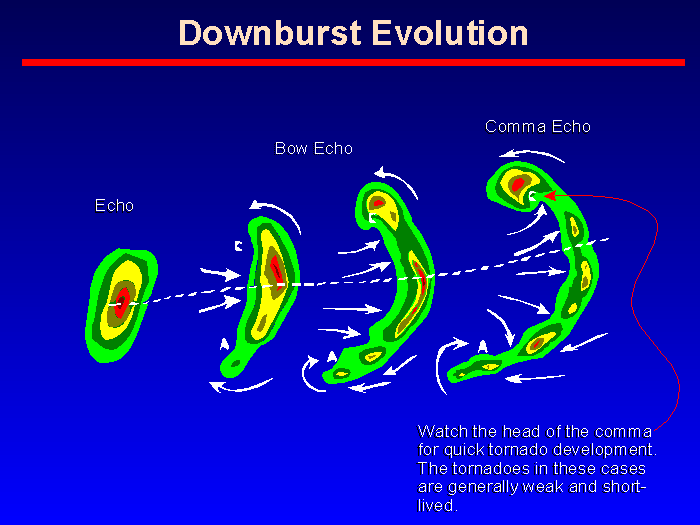 Downburst Evolution
Comma Echo
Bow Echo
Echo
C
C
C
A
A
A
Watch the head of the comma
for quick tornado development.
The tornadoes in these cases
are generally weak and short-
lived.